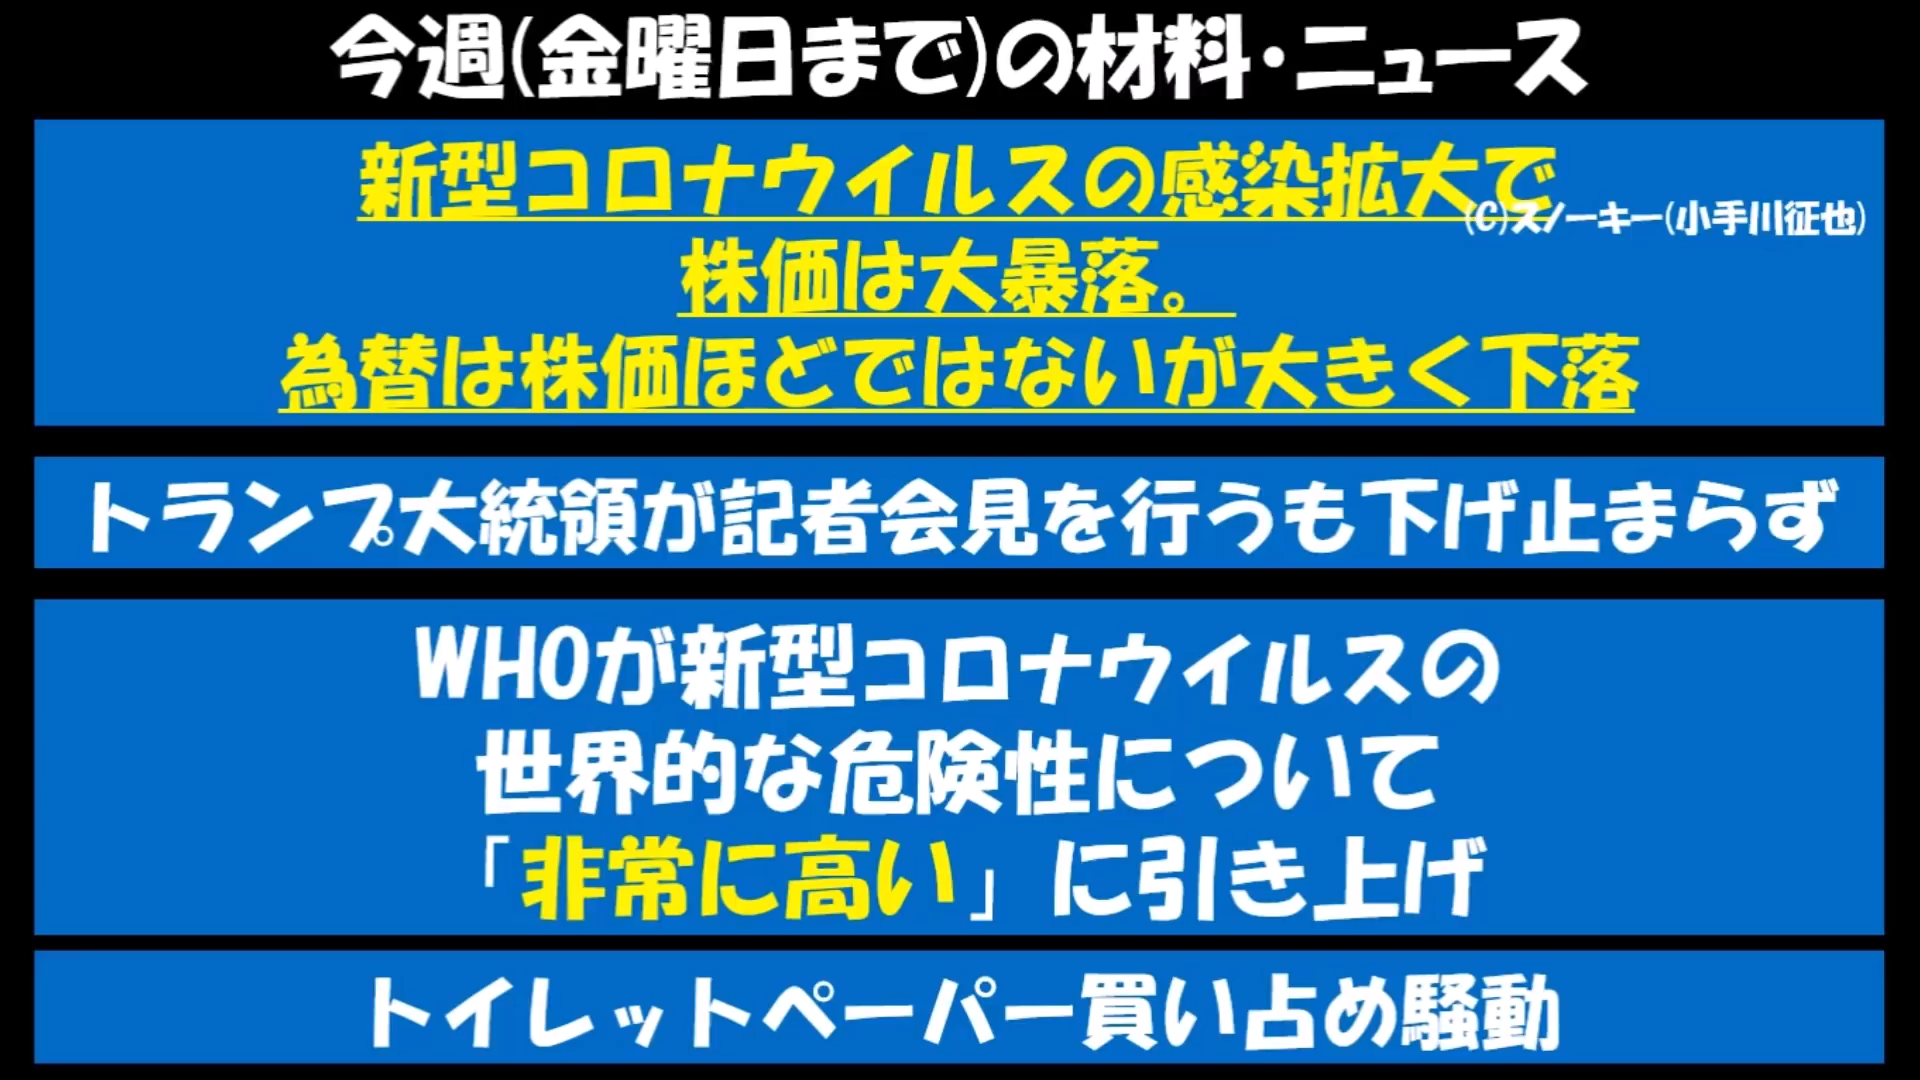 今週(金曜日まで)の材料・ニュース
新型コロナウイルスの感染拡大で
(C)スノーキー(小手川征也)
株価は大暴落。
為替は株価ほどではないが大きく下落
トランプ大統領が記者会見を行うも下げ止まらず
WHOが新型コロナウイルスの
世界的な危険性について
「非常に高い」に引き上げ
トイレットペーパー買い占め騒動